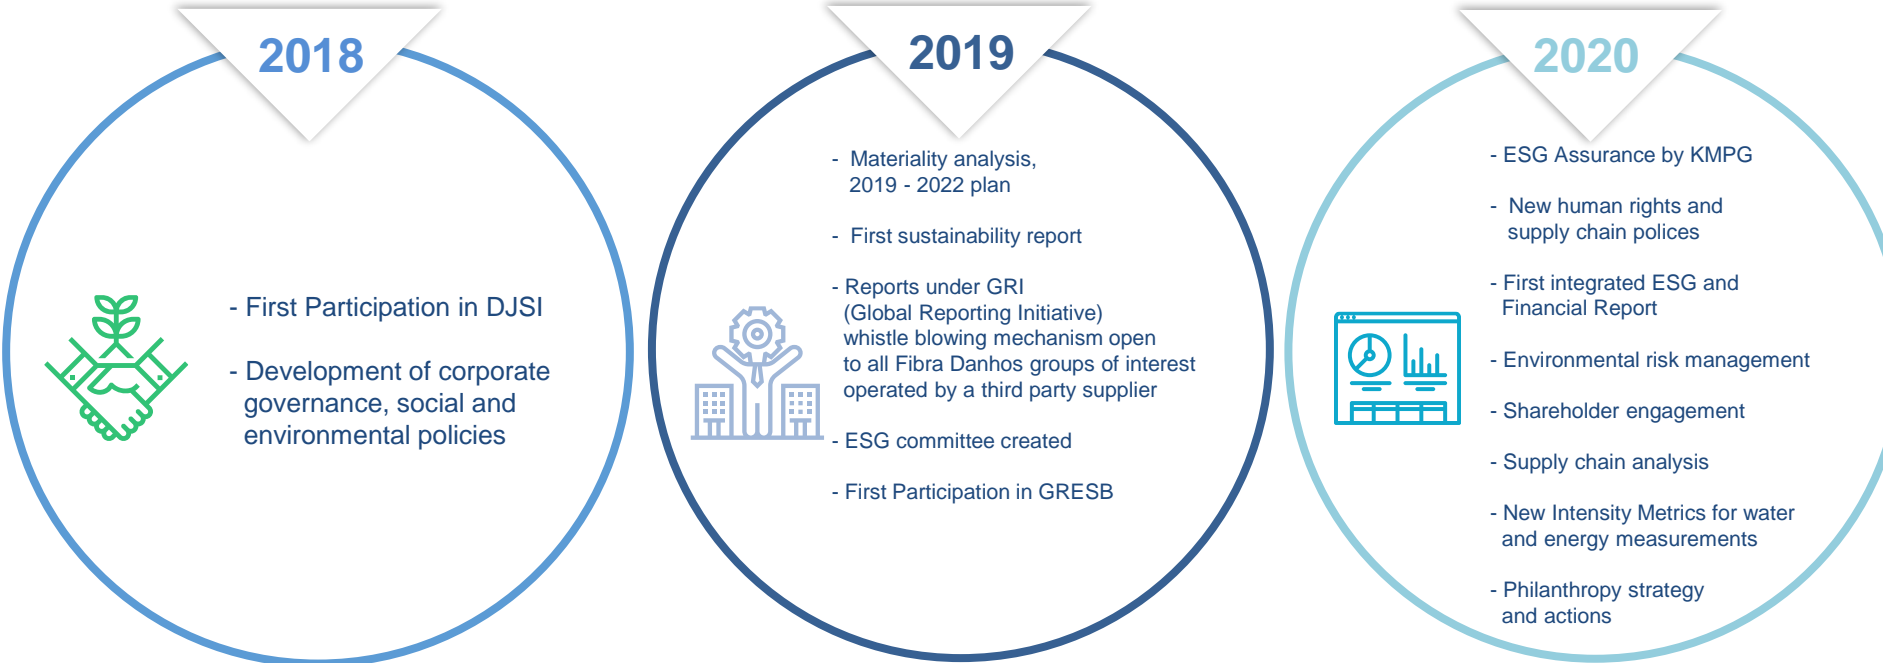 2018
- First Participation in DJSI
- Development of corporate
governance, social and
environmental policies
2019
- Materiality analysis,
2019 - 2022 plan
- First sustainability report
- Reports under GRI
(Global Reporting Initiative)
whistle blowing mechanism open
to all Fibra Danhos groups of interest
operated by a third party supplier
- ESG committee created
- First Participation in GRESB
2020
- ESG Assurance by KMPG
- New human rights and
supply chain polices
- First integrated ESG and
Financial Report
- Environmental risk management
- Shareholder engagement
- Supply chain analysis
- New Intensity Metrics for water
and energy measurements
- Philanthropy strategy
and actions